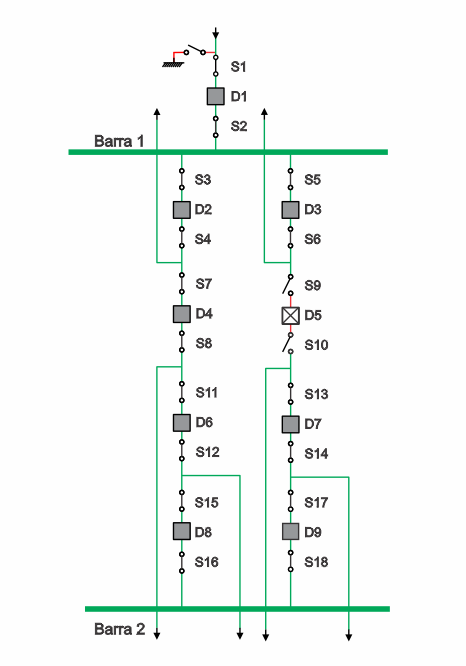 S1
D1
S2
Barra 1
S3 S5
D2 D3
S4 S6
S7 S9
D4 D5
S8 S10
S11 S13
D6 D7
S12 S14
S15 S17
D8 D9
S16 S18
Barra 2